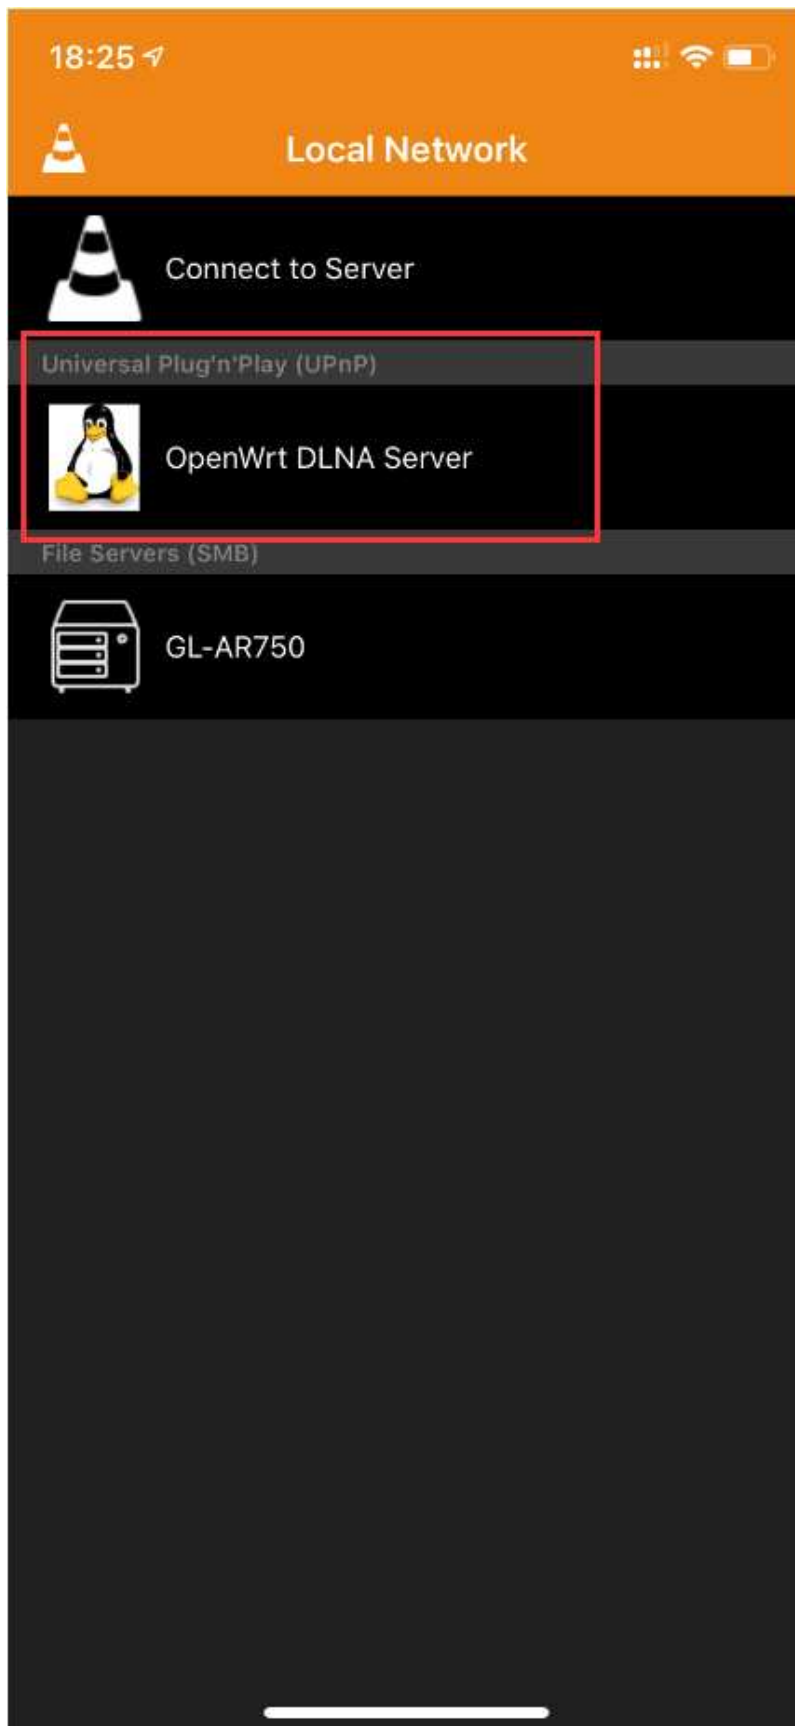 18:25
Local Network
Connect to Server
Universal Plug'n'Play (UPnP)
OpenWrt DLNA Server
File Servers (SMB)
GL-AR750